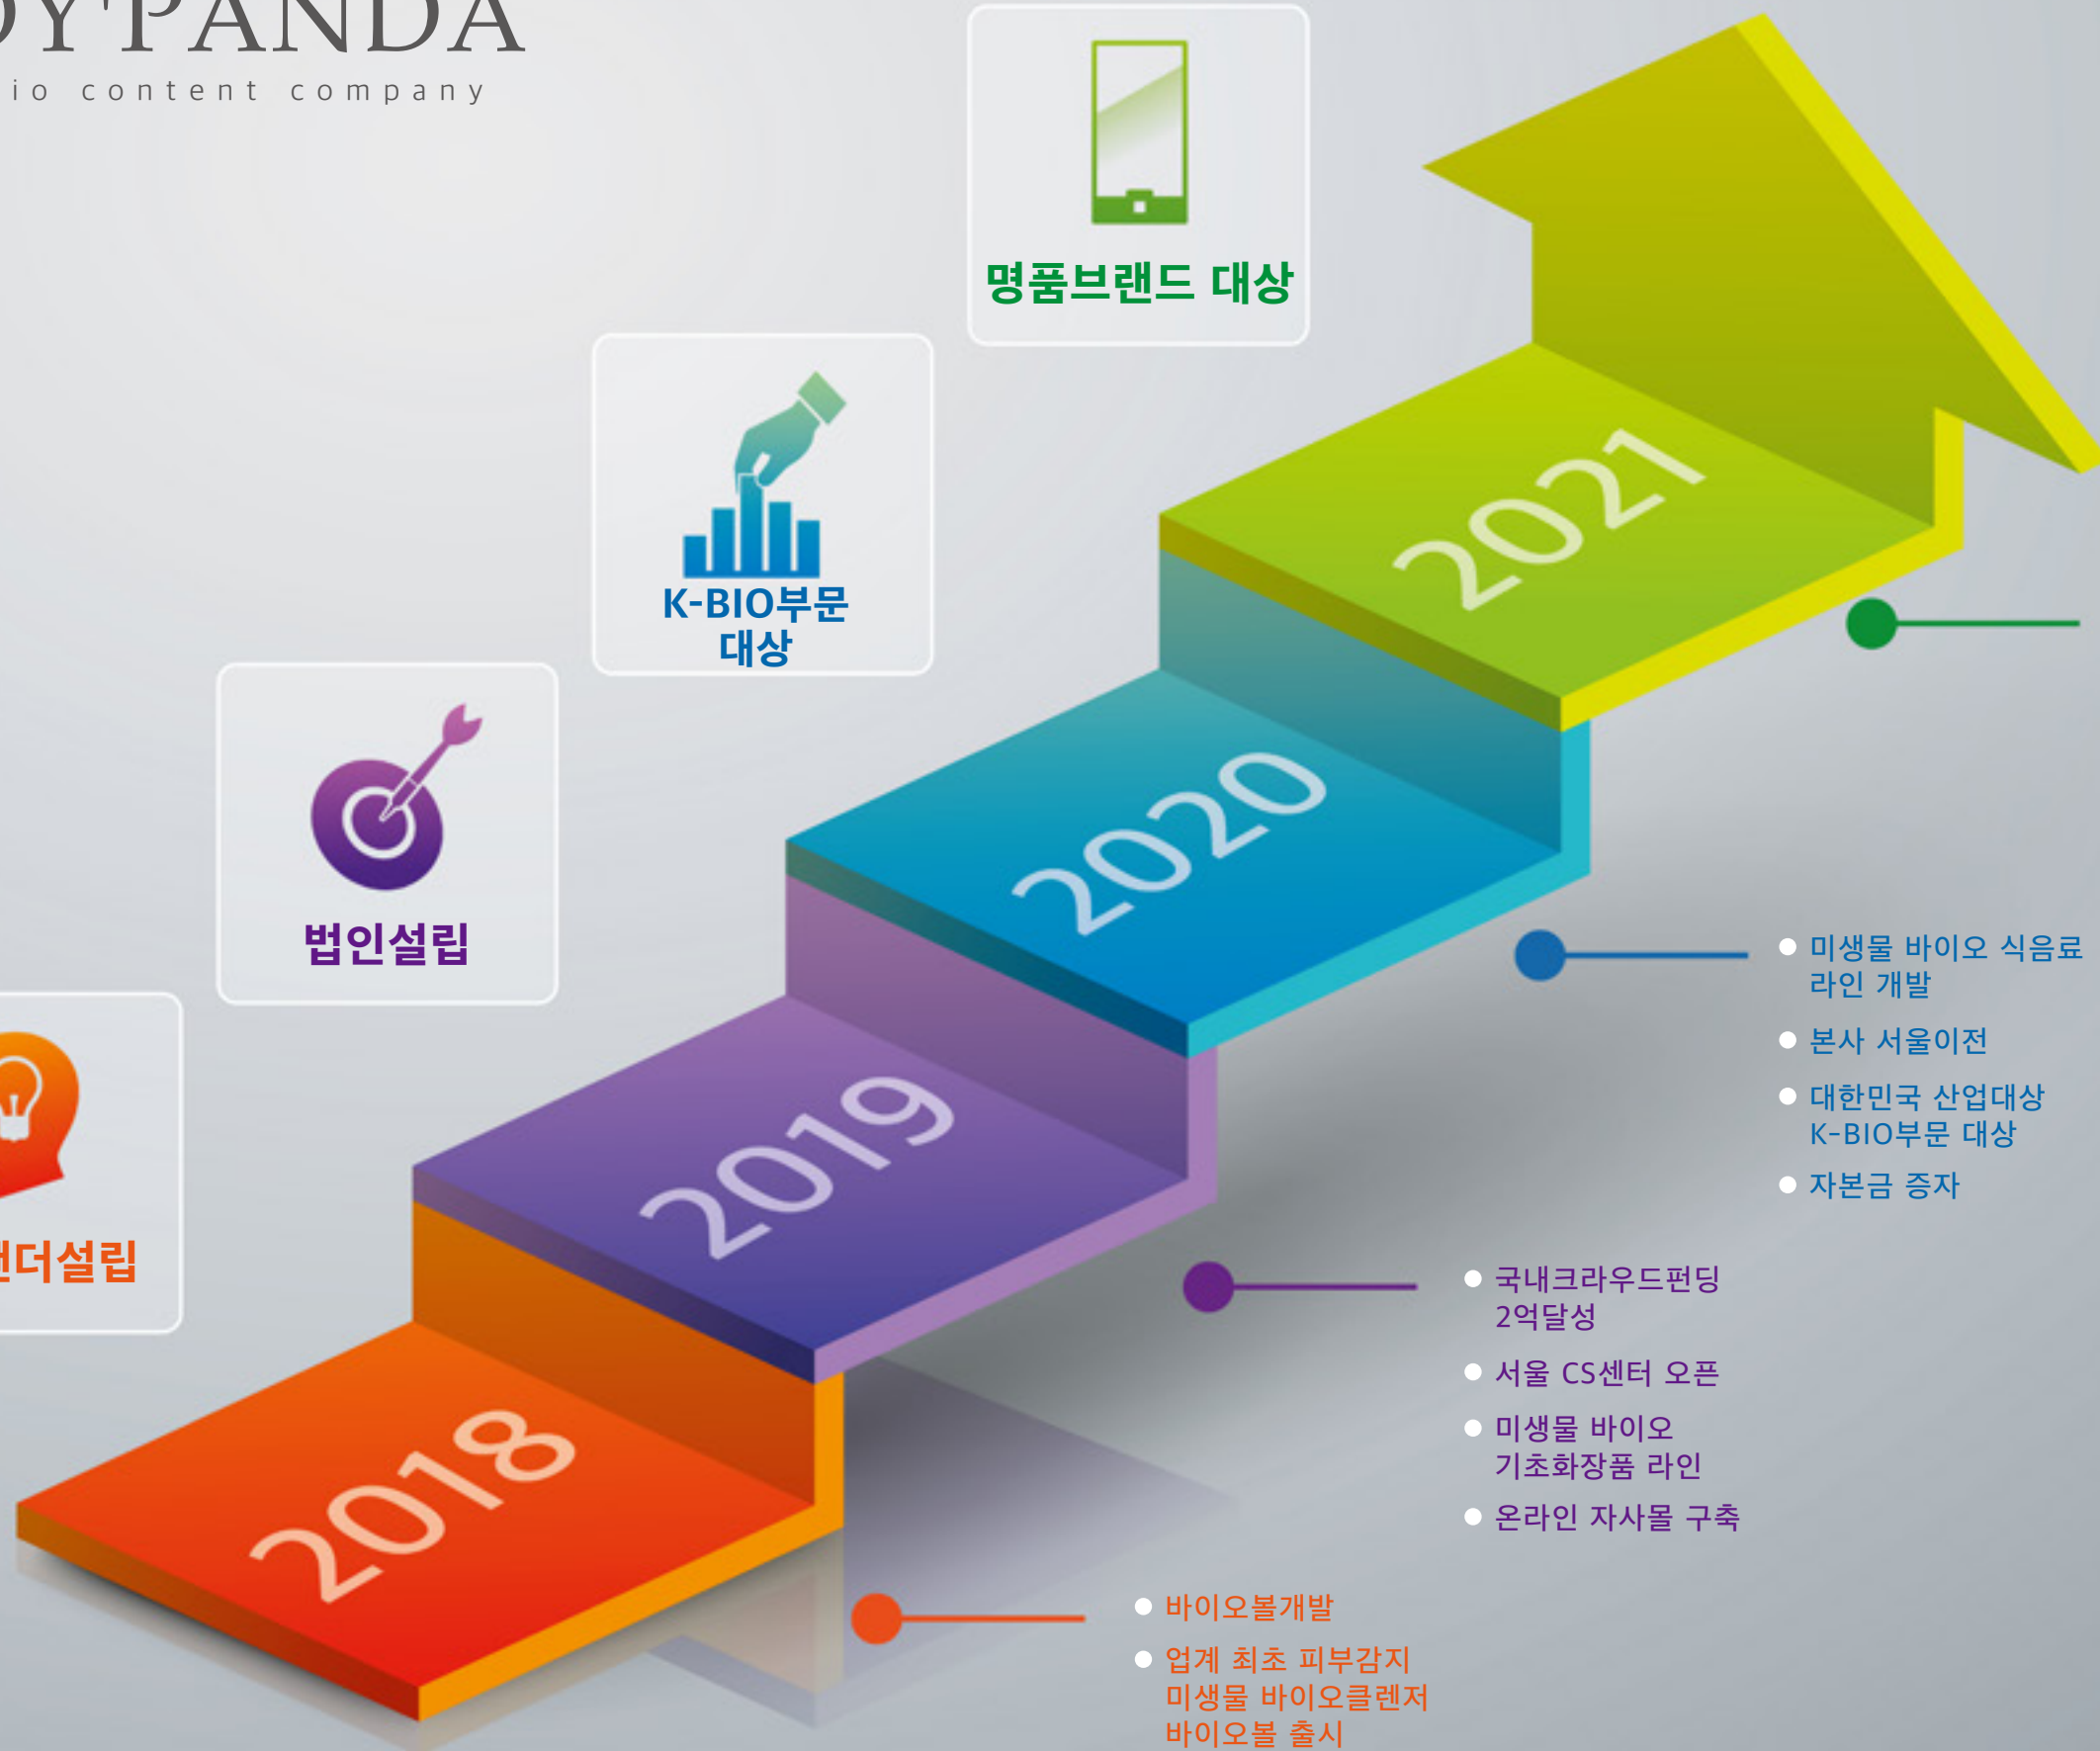 content company
명품브랜드 대상
K-BIO부문
대상
법인설립
2021
2020
2019
2018
미생물 바이오 식음료
라인 개발
본사 서울이전
대한민국 산업대상
K-BIO부문 대상
자본금 증자
국내크라우드펀딩
2억달성
서울 CS센터 오픈
미생물 바이오
기초화장품 라인
온라인 자사몰 구축
바이오볼개발
업계 최초 피부감지
미생물 바이오클렌저
바이오볼 출시